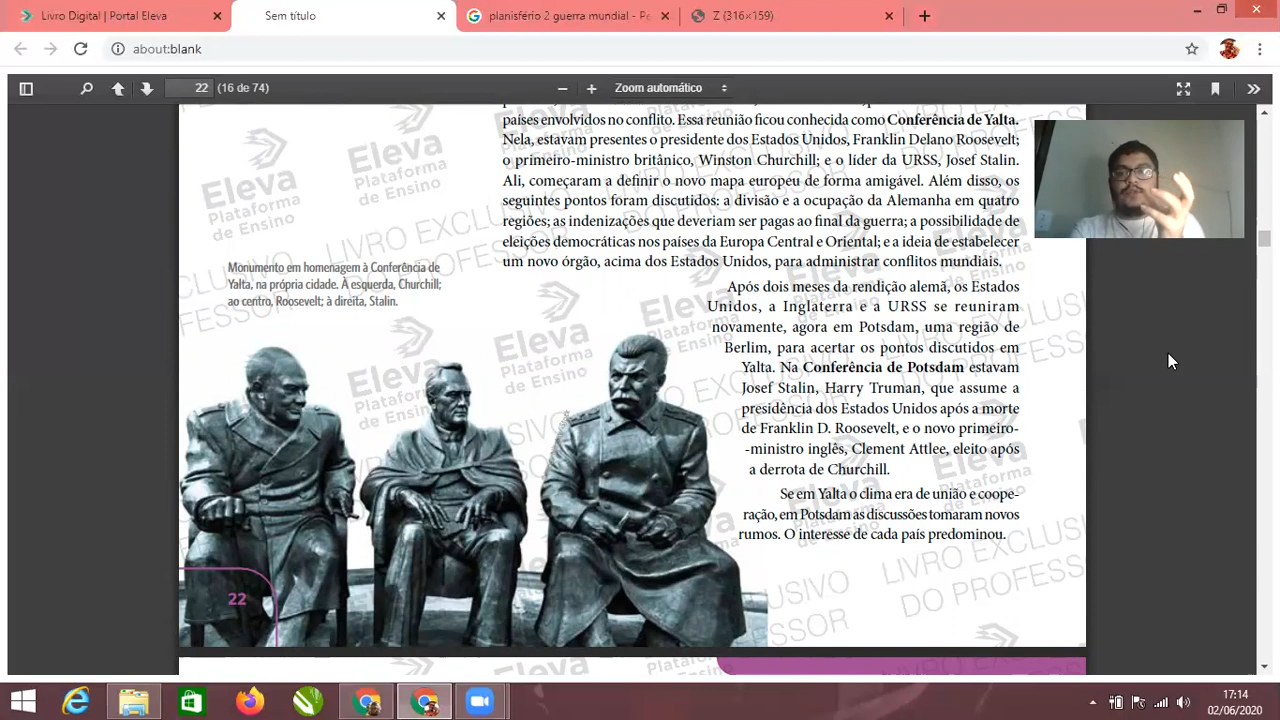 Livro Digital | Portal Eleva
Sem título
planisfério 2 guerra mundial - Pe
Z (316×159)
about:blank
22 (16 de 74)
Zoom automático
países envolvidos no conflito. Essa reunião ficou conhecida como Conferência de Yalta.
Nela, estavam presentes o presidente dos Estados Unidos, Franklin Delano Roosevelt;
o primeiro-ministro britânico, Winston Churchill; e o líder da URSS, Josef Stalin.
Ali, começaram a definir o novo mapa europeu de forma amigável. Além disso, os
seguintes pontos foram discutidos: a divisão e a ocupação da Alemanha em quatro
regiões; as indenizações que deveriam ser pagas ao final da guerra; a possibilidade de
eleições democráticas nos países da Europa Central e Oriental; e a ideia de estabelecer
um novo órgão, acima dos Estados Unidos, para administrar conflitos mundiais.
Monumento em homenagem à Conferência de
Yalta, na própria cidade. À esquerda, Churchill;
ao centro, Roosevelt; à direita, Stalin.
Após dois meses da rendição alemã, os Estados
Unidos, a Inglaterra e a URSS se reuniram
novamente, agora em Potsdam, uma região de
Berlim, para acertar os pontos discutidos em
Yalta. Na Conferência de Potsdam estavam
Josef Stalin, Harry Truman, que assume a
presidência dos Estados Unidos após a morte
de Franklin D. Roosevelt, e o novo primeiro-
-ministro inglês, Clement Attlee, eleito após
a derrota de Churchill.
Se em Yalta o clima era de união e coope-
ração, em Potsdam as discussões tomaram novos
rumos. O interesse de cada país predominou.
22
Eleva
Plataforma
de Ensino
LIVRO EXCLUSIVO
DO PROFESSOR
17:14
02/06/2020